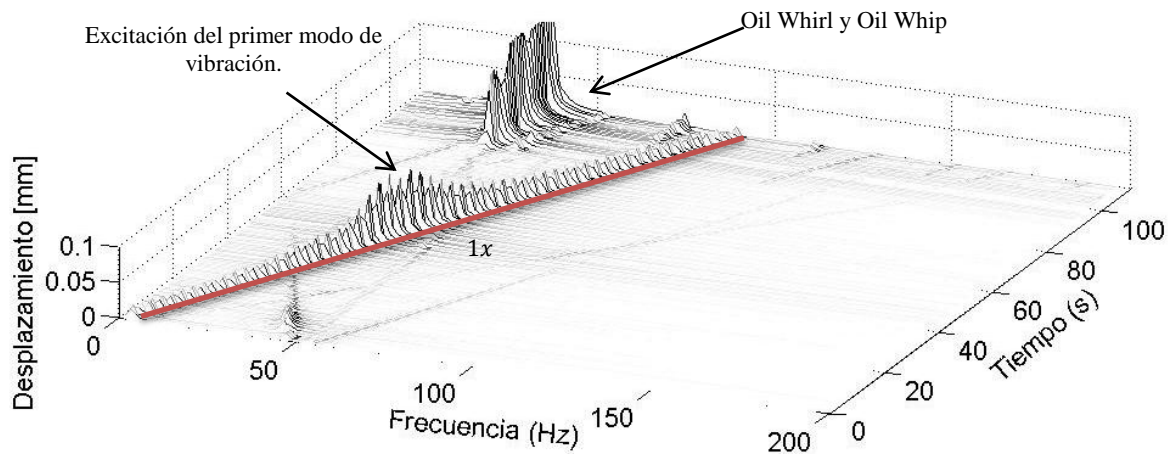 Excitación del primer modo de
vibración.
Oil Whirl y Oil Whip
Desplazamiento [mm]
0.1
0.05
0
1x
0
50
100
150
200
Frecuencia (Hz)
0
20
40
60
80
100
Tiempo (s)